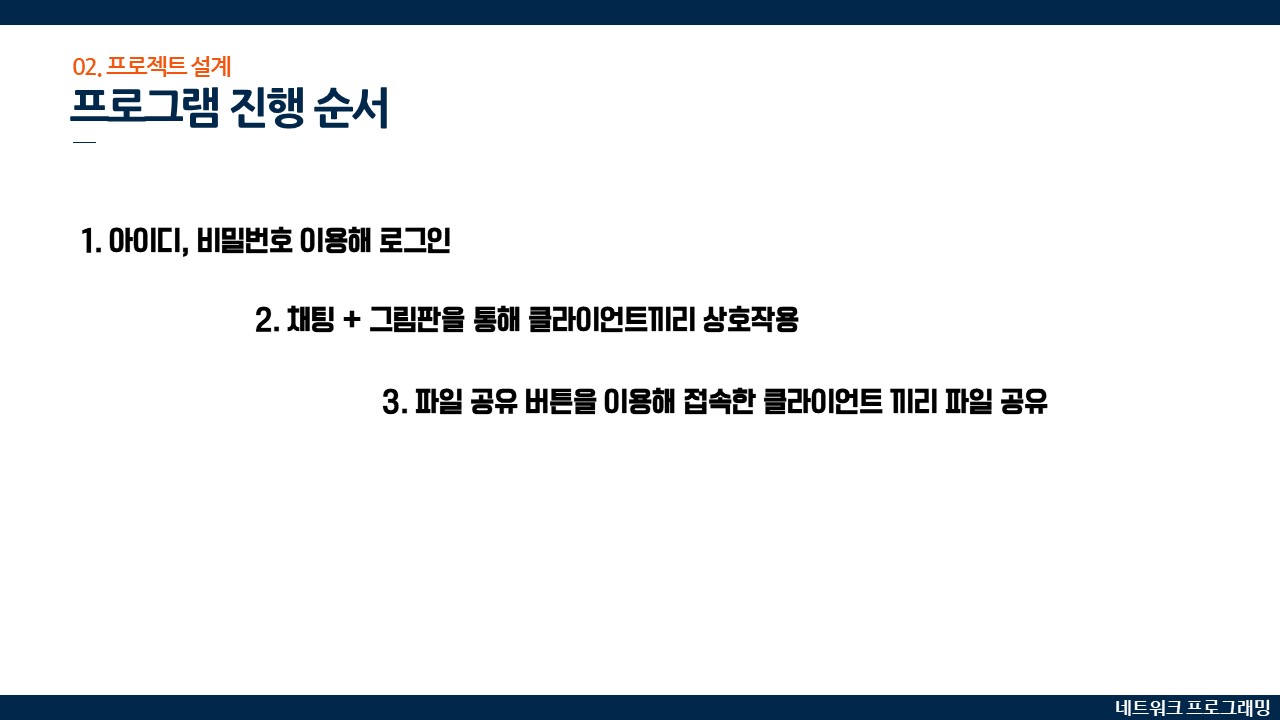 02. 프로젝트 설계
프로그램 진행 순서
1. 아이디, 비밀번호 이용해 로그인
2. 채팅 + 그림판을 통해 클라이언트끼리 상호작용
3. 파일 공유 버튼을 이용해 접속한 클라이언트 끼리 파일 공유
네트워크 프로그래밍